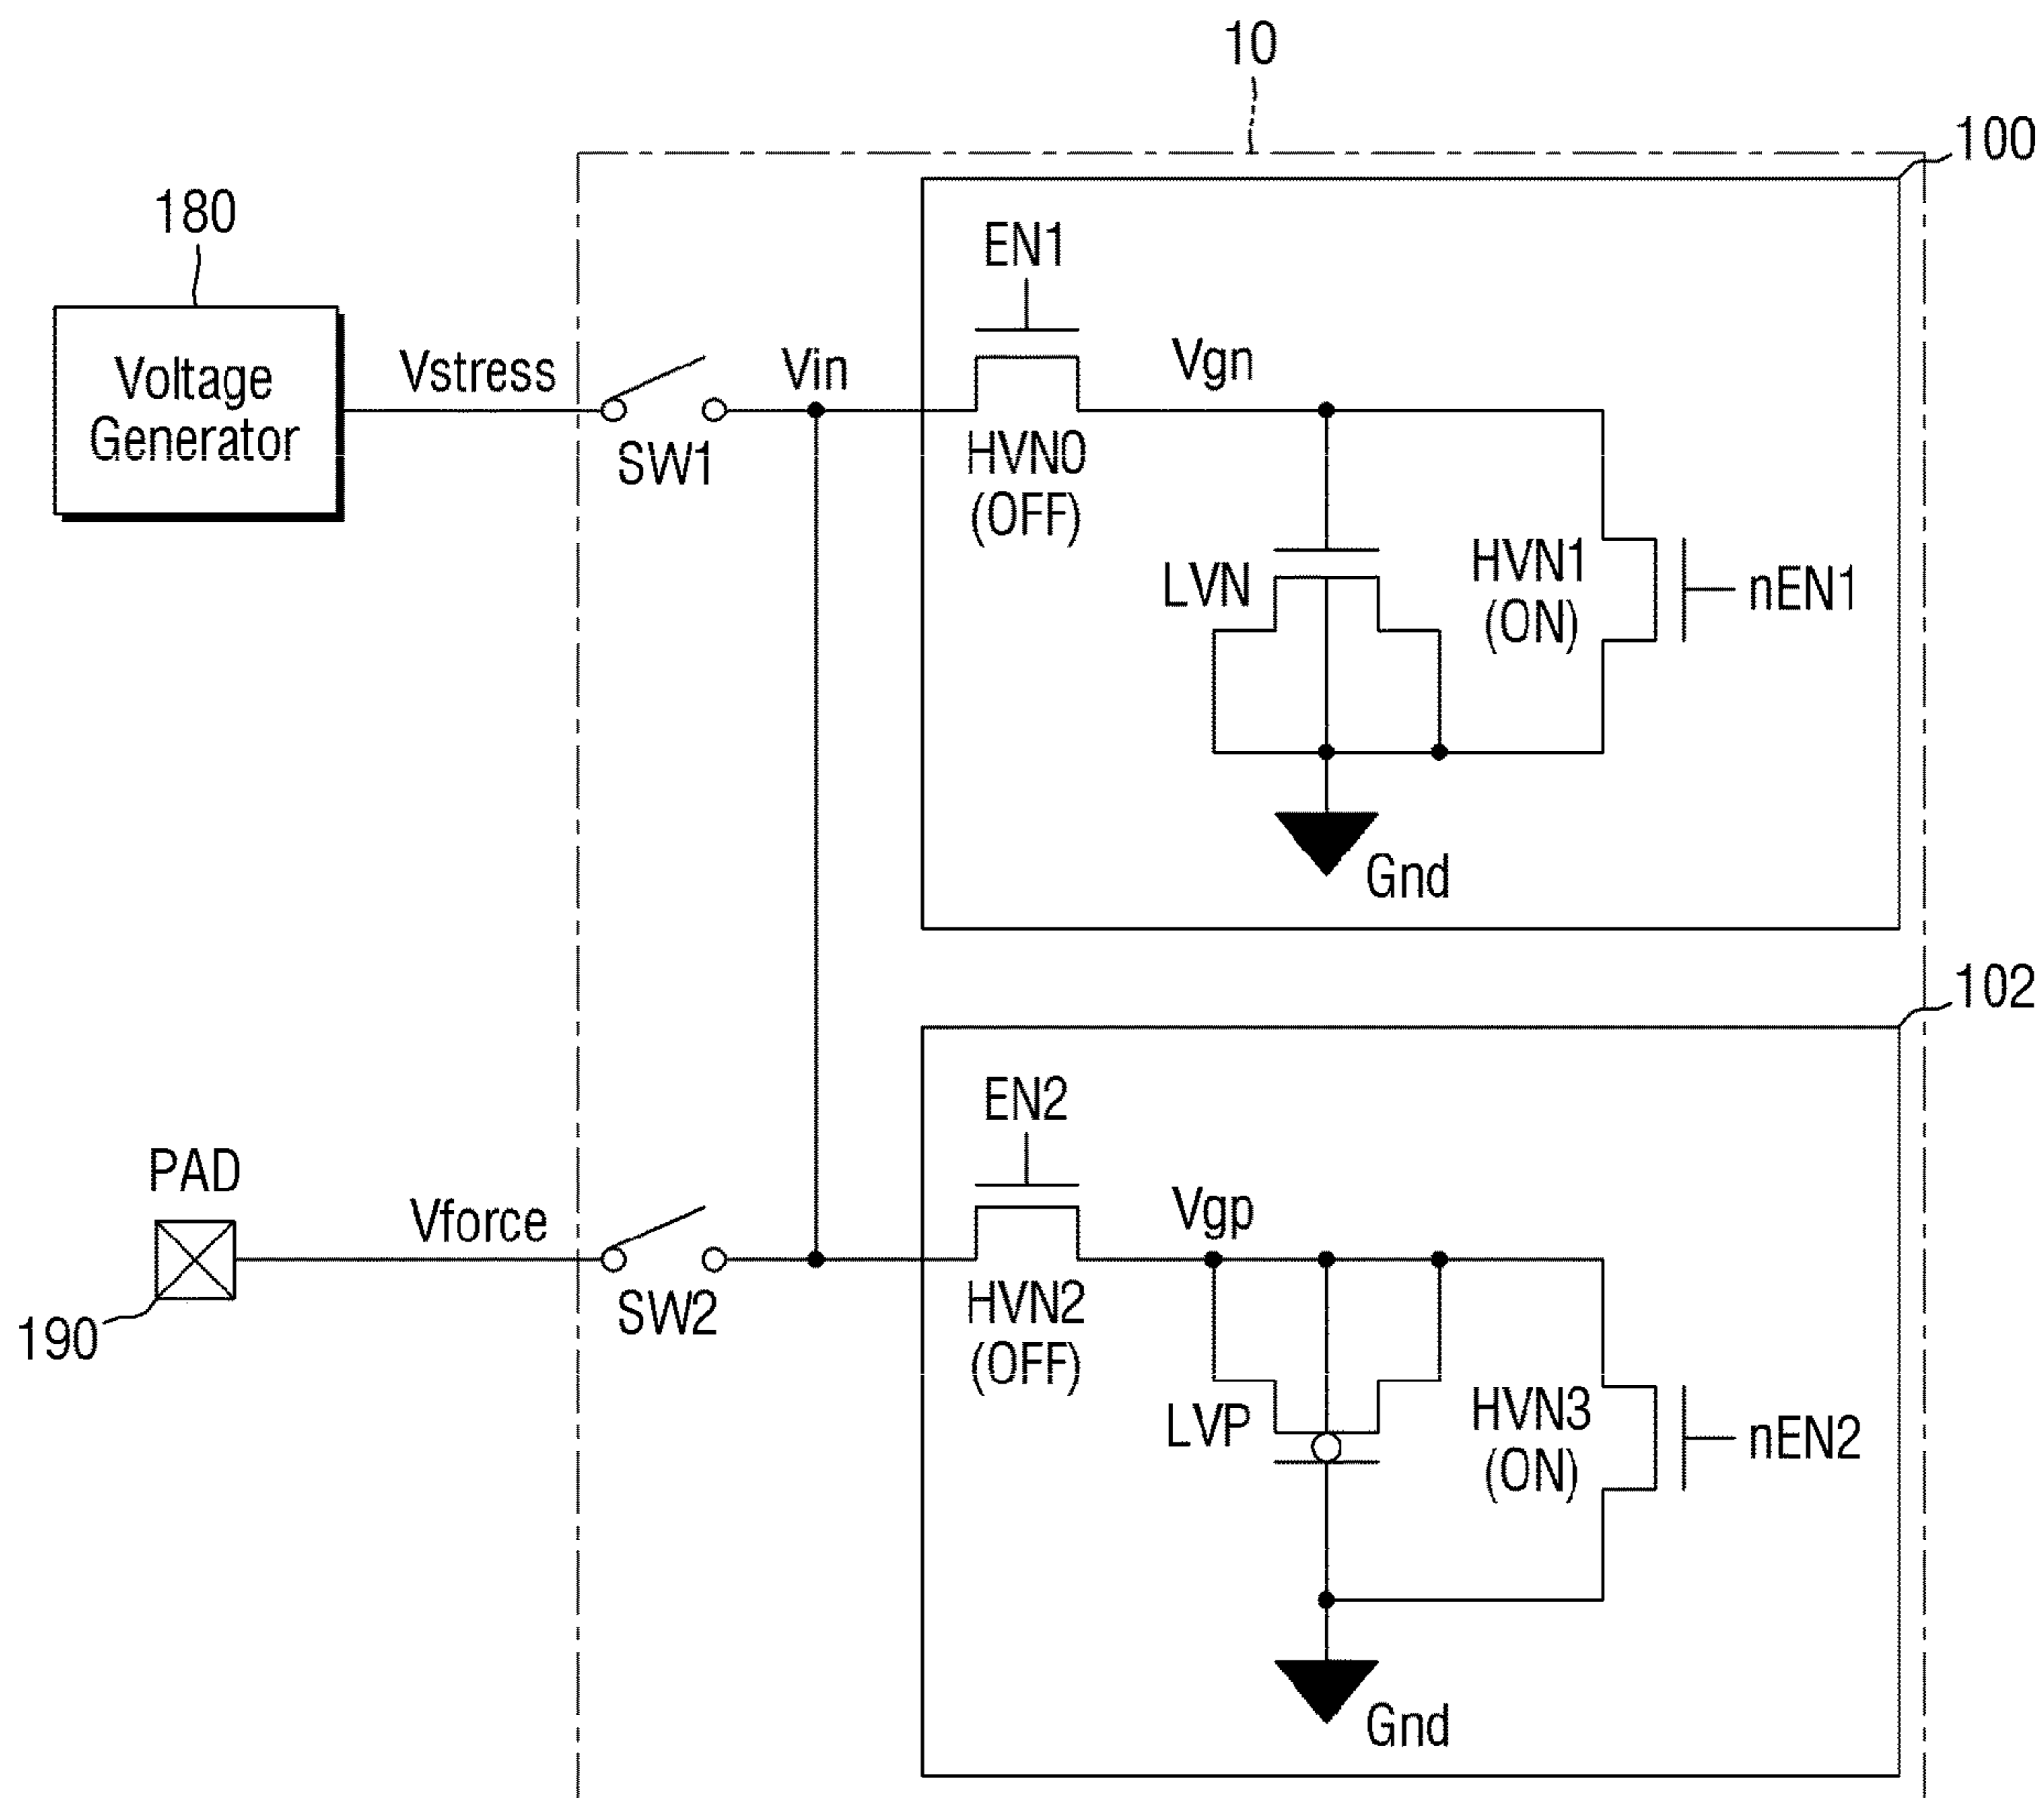 10
100
180
EN1
Voltage
Generator
Vstress
SW1
Vin
HVN0
(OFF)
Vgn
LVN
HVN1
(ON)
nEN1
Gnd
102
EN2
PAD
190
Vforce
SW2
HVN2
(OFF)
Vgp
LVP
HVN3
(ON)
nEN2
Gnd